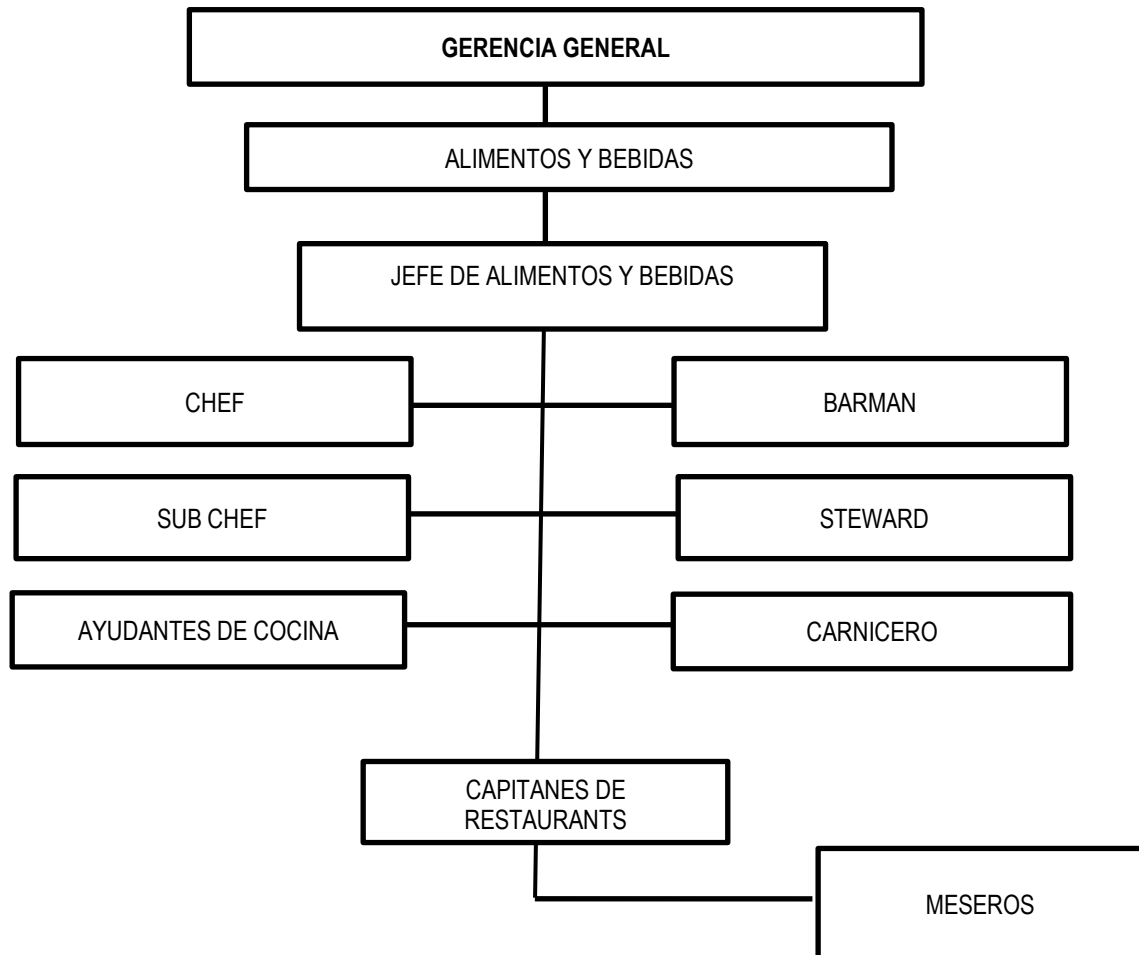 GERENCIA GENERAL
ALIMENTOS Y BEBIDAS
JEFE DE ALIMENTOS Y BEBIDAS
CHEF
BARMAN
SUB CHEF
STEWARD
AYUDANTES DE COCINA
CARNICERO
CAPITANES DE
RESTAURANTS
MESEROS